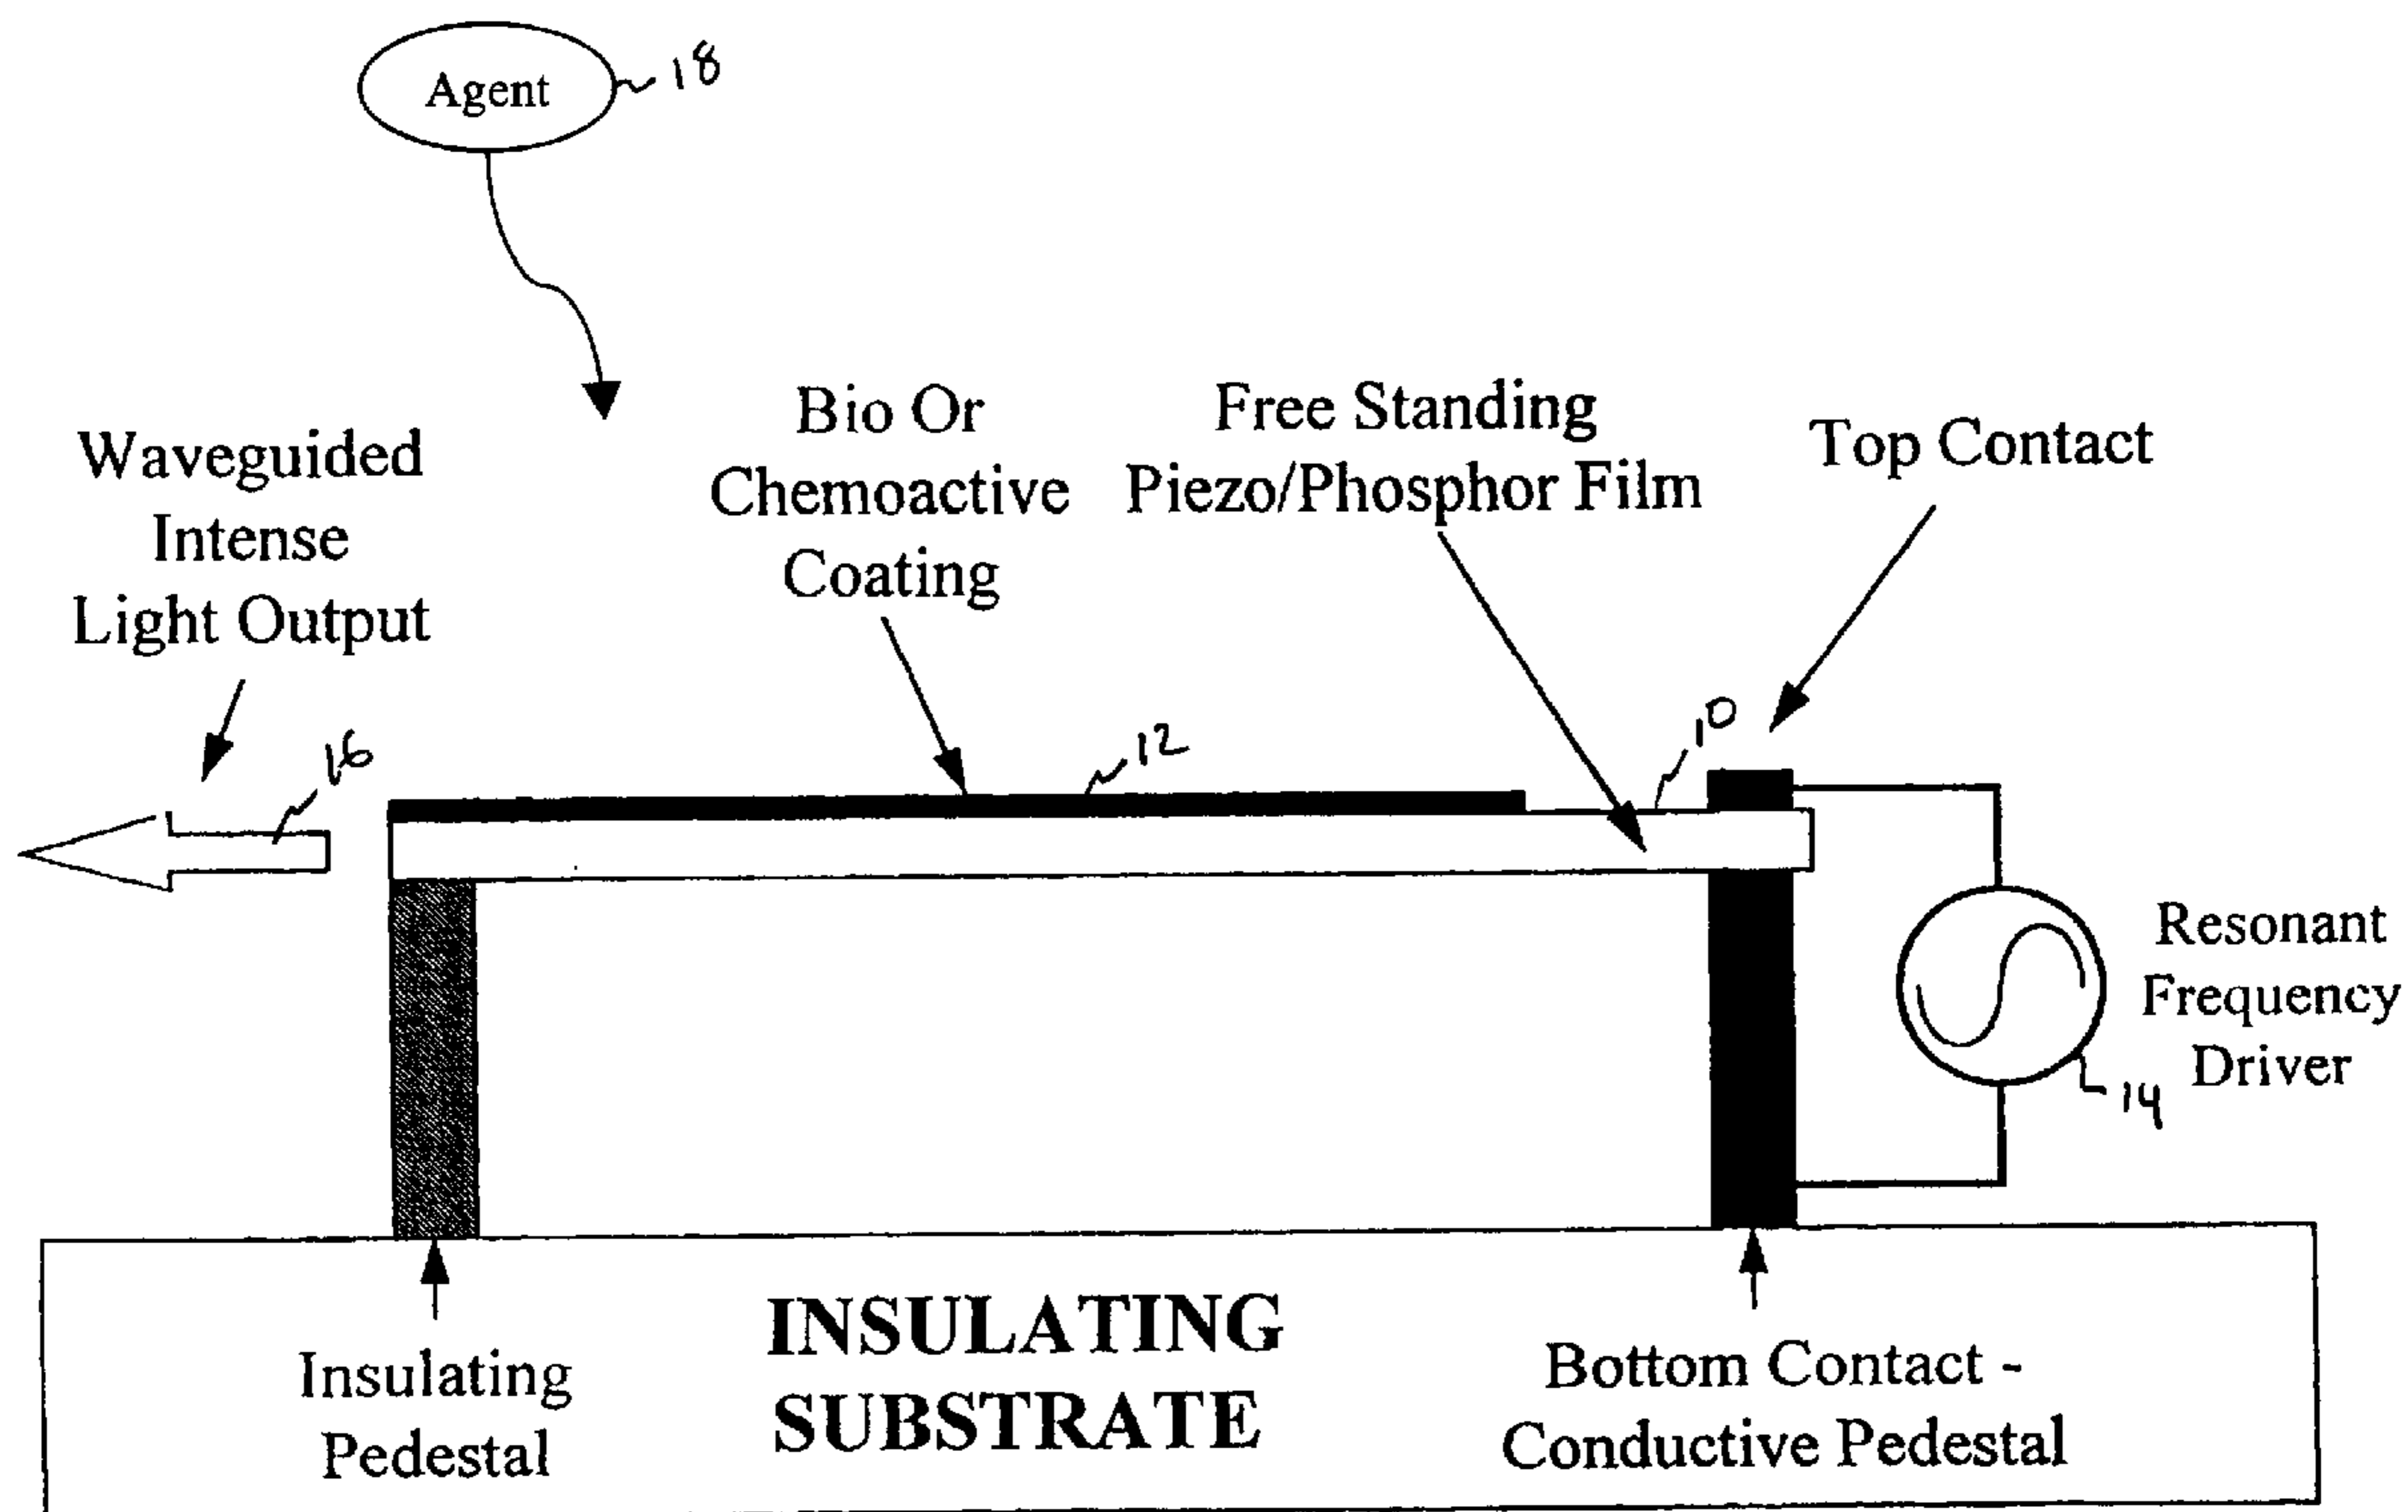 Agent
18
Waveguided
Intense
Light Output
Bio Or
Chemoactive
Coating
Free Standing
Piezo/Phosphor Film
Top Contact
16
12
10
Resonant
Frequency
Driver
14
Insulating
Pedestal
INSULATING
SUBSTRATE
Bottom Contact -
Conductive Pedestal